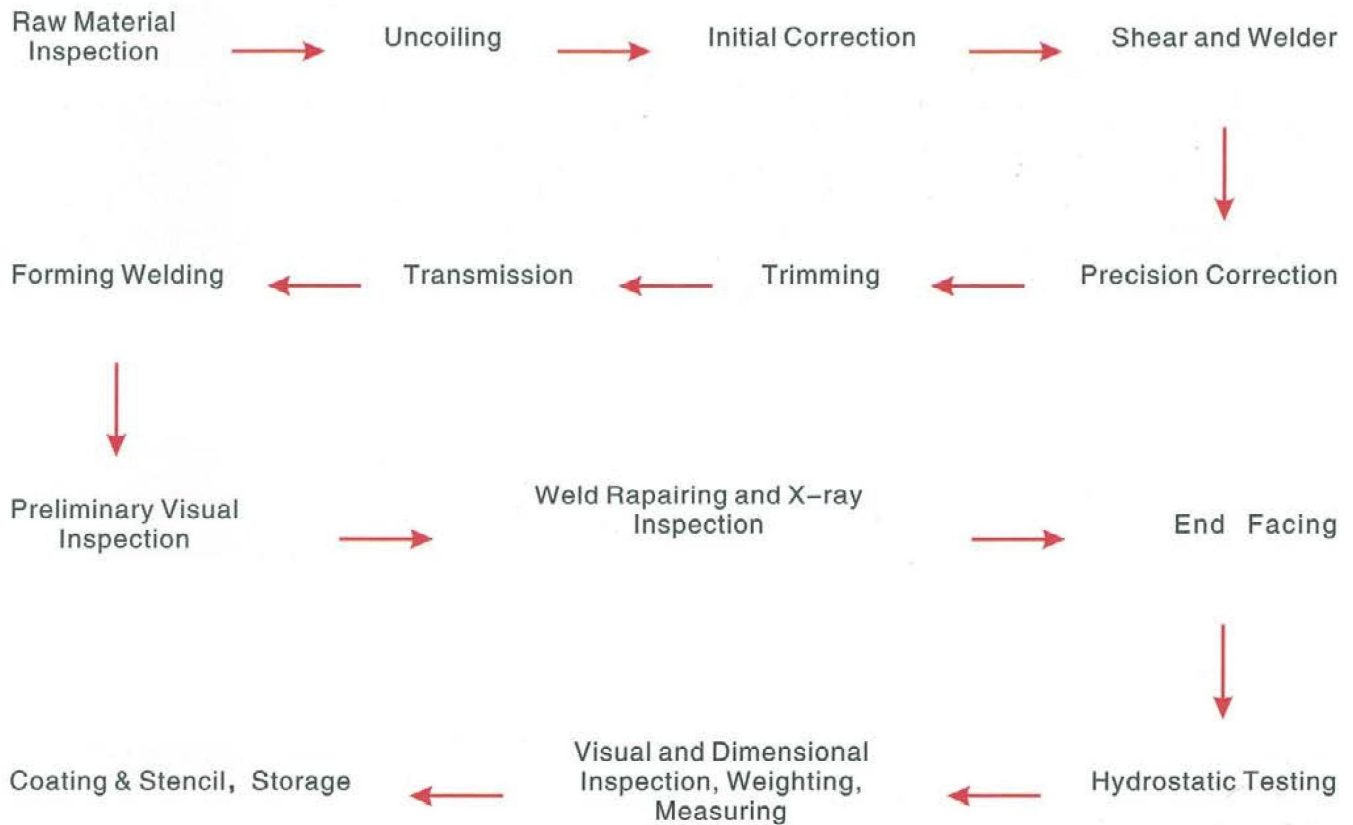 Raw Material
Inspection
Uncoiling
Initial Correction
Shear and Welder
Precision Correction
Trimming
Transmission
Forming Welding
Preliminary Visual
Inspection
Weld Rapairing and X-ray
Inspection
End Facing
Hydrostatic Testing
Visual and Dimensional
Inspection, Weighting,
Measuring
Coating & Stencil, Storage